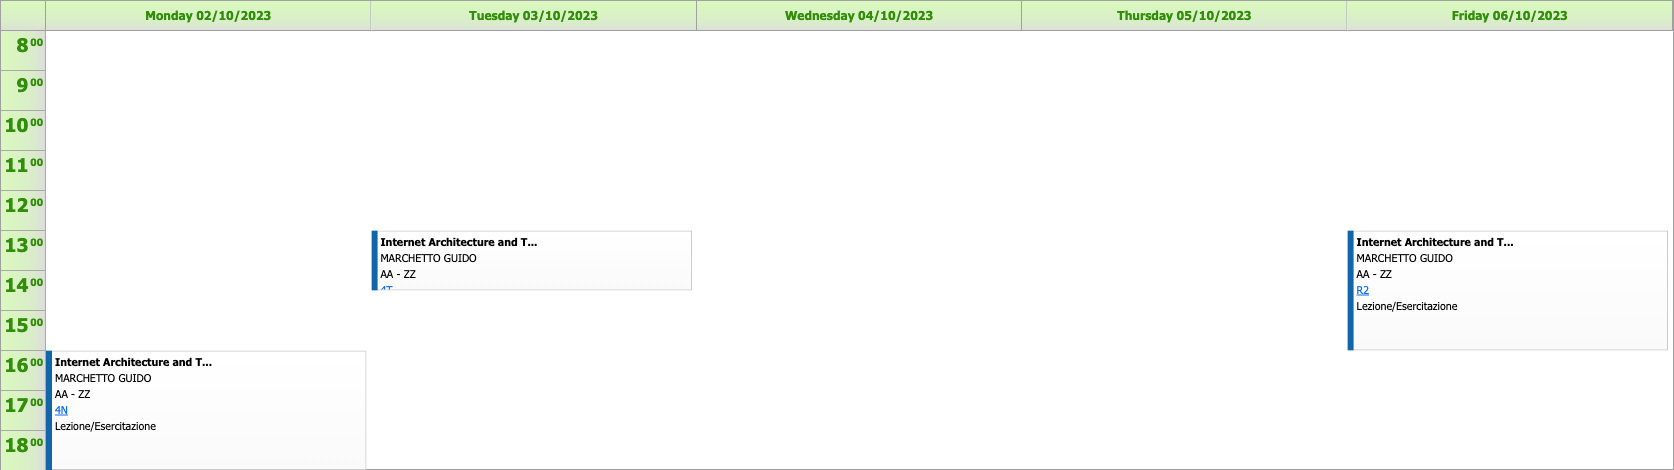 Monday 02/10/2023
Tuesday 03/10/2023
Wednesday 04/10/2023
Thursday 05/10/2023
Friday 06/10/2023
8 00
9 00
10 00
11 00
12 00
13 00
14 00
15 00
16 00
17 00
18 00
Internet Architecture and T...
MARCHETTO GUIDO
AA - ZZ
4N
Lezione/Esercitazione
Internet Architecture and T...
MARCHETTO GUIDO
AA - ZZ
Internet Architecture and T...
MARCHETTO GUIDO
AA - ZZ
R2
Lezione/Esercitazione